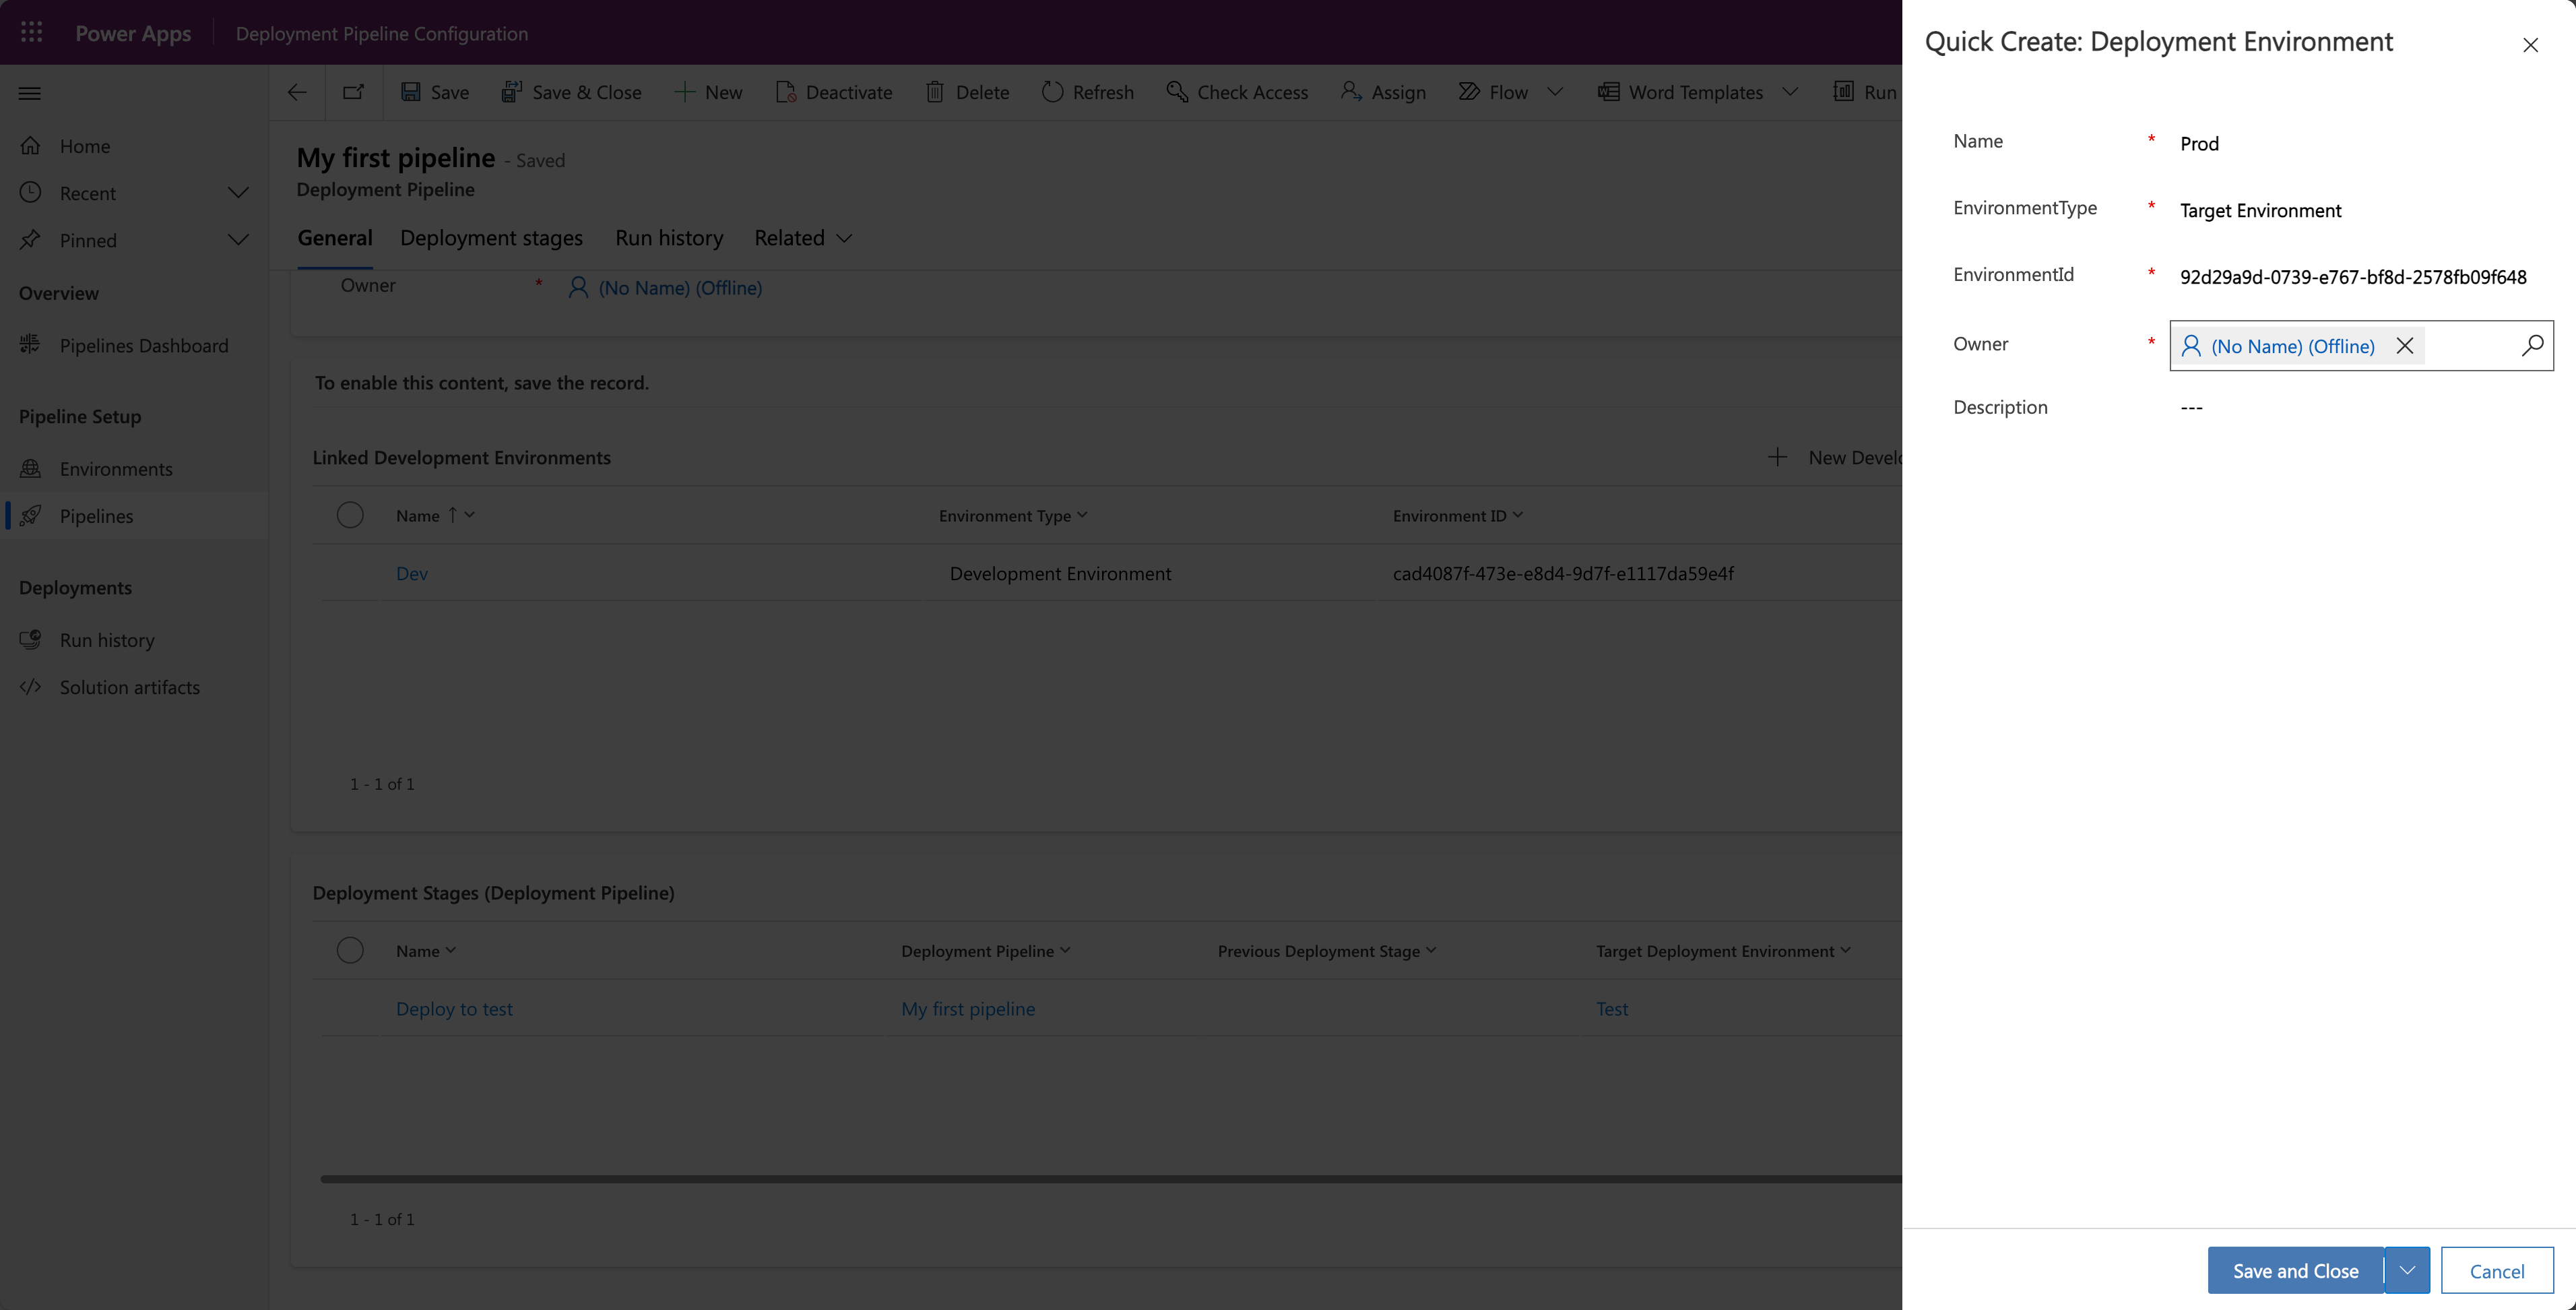 Power Apps
Deployment Pipeline Configuration
Save
Save & Close
New
Deactivate
Delete
Refresh
Check Access
Assign
Flow
Word Templates
Run
Home
Recent
Pinned
Overview
Pipelines Dashboard
Pipeline Setup
Environments
Pipelines
Deployments
Run history
Solution artifacts
My first pipeline - Saved
Deployment Pipeline
General
Deployment stages
Run history
Related
Owner * (No Name) (Offline)
To enable this content, save the record.
Linked Development Environments
New Develo
Name ↑ Environment Type Environment ID
Dev Development Environment cad4087f-473e-e8d4-9d7f-e1117da59e4f
1 - 1 of 1
Deployment Stages (Deployment Pipeline)
Name Deployment Pipeline Previous Deployment Stage Target Deployment Environment
Deploy to test My first pipeline Test
1 - 1 of 1
Quick Create: Deployment Environment
Name * Prod
EnvironmentType * Target Environment
EnvironmentId * 92d29a9d-0739-e767-bf8d-2578fb09f648
Owner * (No Name) (Offline)
Description ---
Save and Close
Cancel